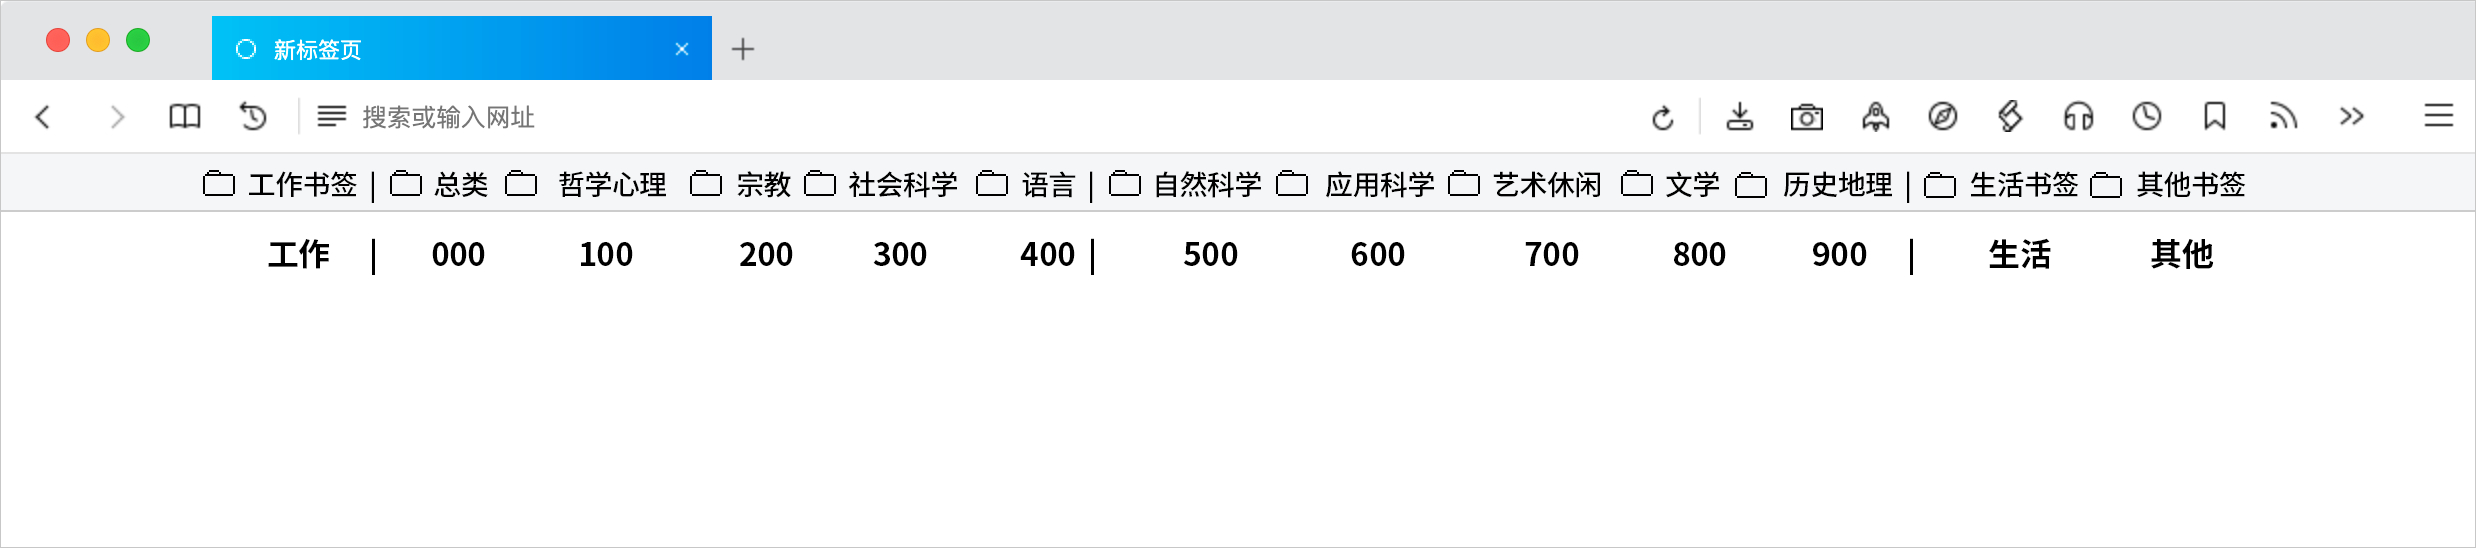 新标签页
搜索或输入网址
工作书签 | 总类 哲学心理 宗教 社会科学 语言 | 自然科学 应用科学 艺术休闲 文学 历史地理 | 生活书签 其他书签
工作 | 000 100 200 300 400 | 500 600 700 800 900 | 生活 其他